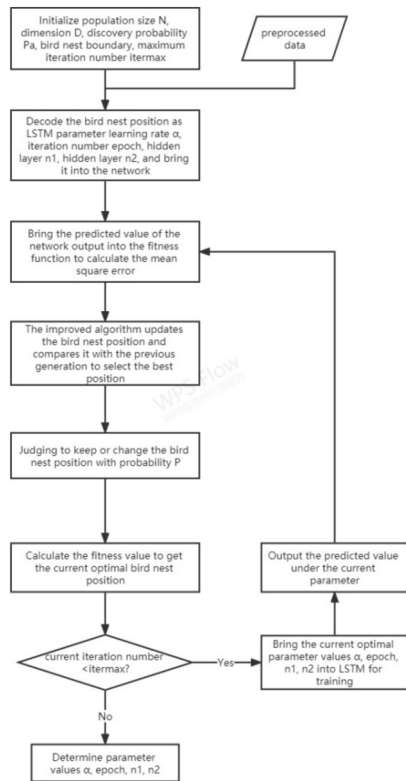 Initialize population size N,
dimension D, discovery probability
Pa, bird nest boundary, maximum
iteration number itermax
preprocessed
data
Decode the bird nest position as
LSTM parameter learning rate α,
iteration number epoch, hidden
layer n1, hidden layer n2, and bring
it into the network
Bring the predicted value of the
network output into the fitness
function to calculate the mean
square error
The improved algorithm updates
the bird nest position and
compares it with the previous
generation to select the best
position
WPS Flow
Judging to keep or change the bird
nest position with probability P
Calculate the fitness value to get
the current optimal bird nest
position
Output the predicted value
under the current
parameter
current iteration number
<itermax?
Yes
Bring the current optimal
parameter values α, epoch,
n1, n2 into LSTM for
training
No
Determine parameter
values α, epoch, n1, n2